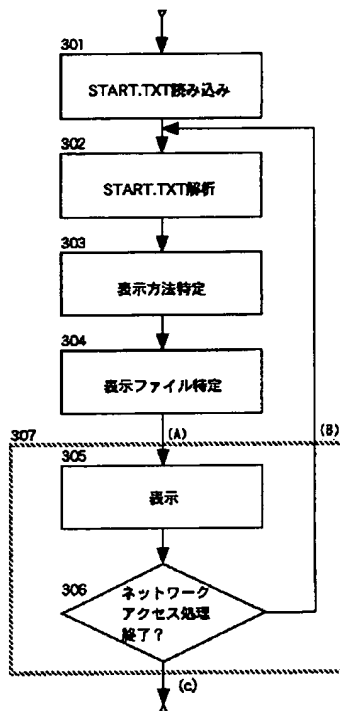 301
START.TXT読み込み
302
START.TXT解析
303
表示方法特定
304
表示ファイル特定
307
(A)
(B)
305
表示
306
ネットワーク
アクセス処理
終了?
(c)